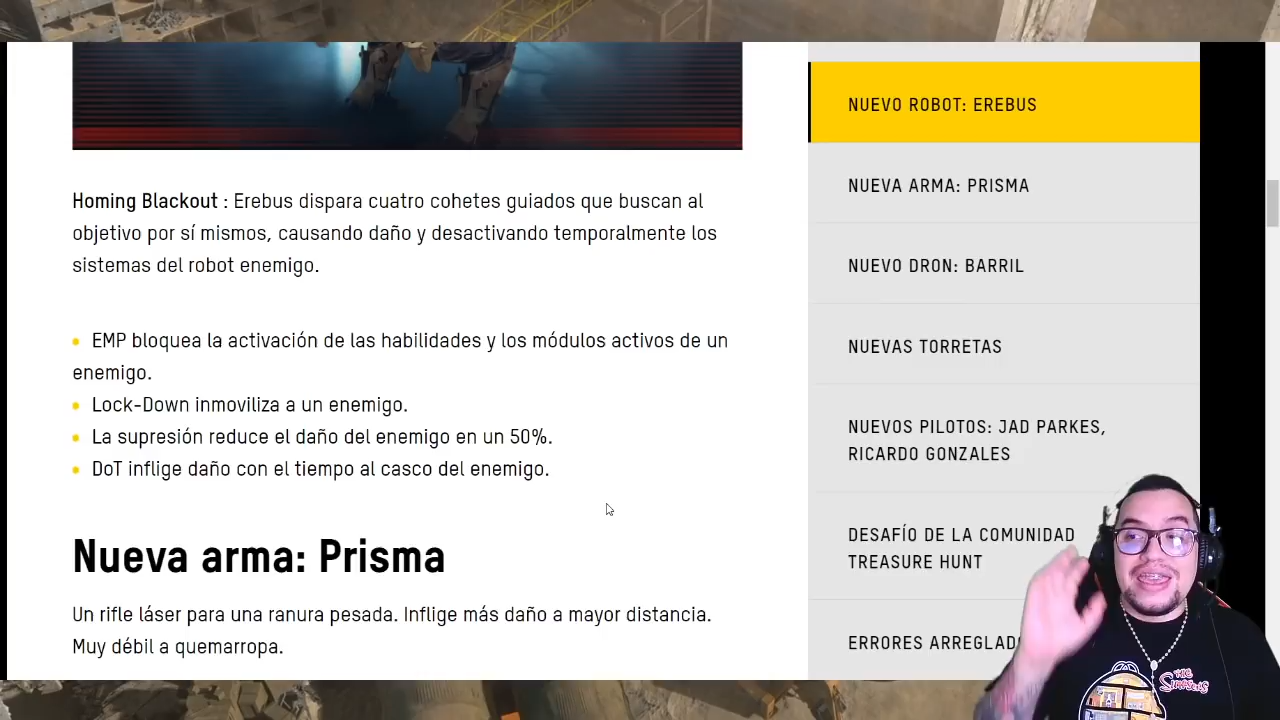 Homing Blackout : Erebus dispara cuatro cohetes guiados que buscan al
objetivo por sí mismos, causando daño y desactivando temporalmente los
sistemas del robot enemigo.
EMP bloquea la activación de las habilidades y los módulos activos de un
enemigo.
Lock-Down inmoviliza a un enemigo.
La supresión reduce el daño del enemigo en un 50%.
DoT inflige daño con el tiempo al casco del enemigo.
Nueva arma: Prisma
Un rifle láser para una ranura pesada. Inflige más daño a mayor distancia.
Muy débil a quemarropa.
NUEVO ROBOT: EREBUS
NUEVA ARMA: PRISMA
NUEVO DRON: BARRIL
NUEVAS TORRETAS
NUEVOS PILOTOS: JAD PARKES,
RICARDO GONZALES
DESAFÍO DE LA COMUNIDAD
TREASURE HUNT
ERRORES ARREGLAD
THE
SIMPSONS